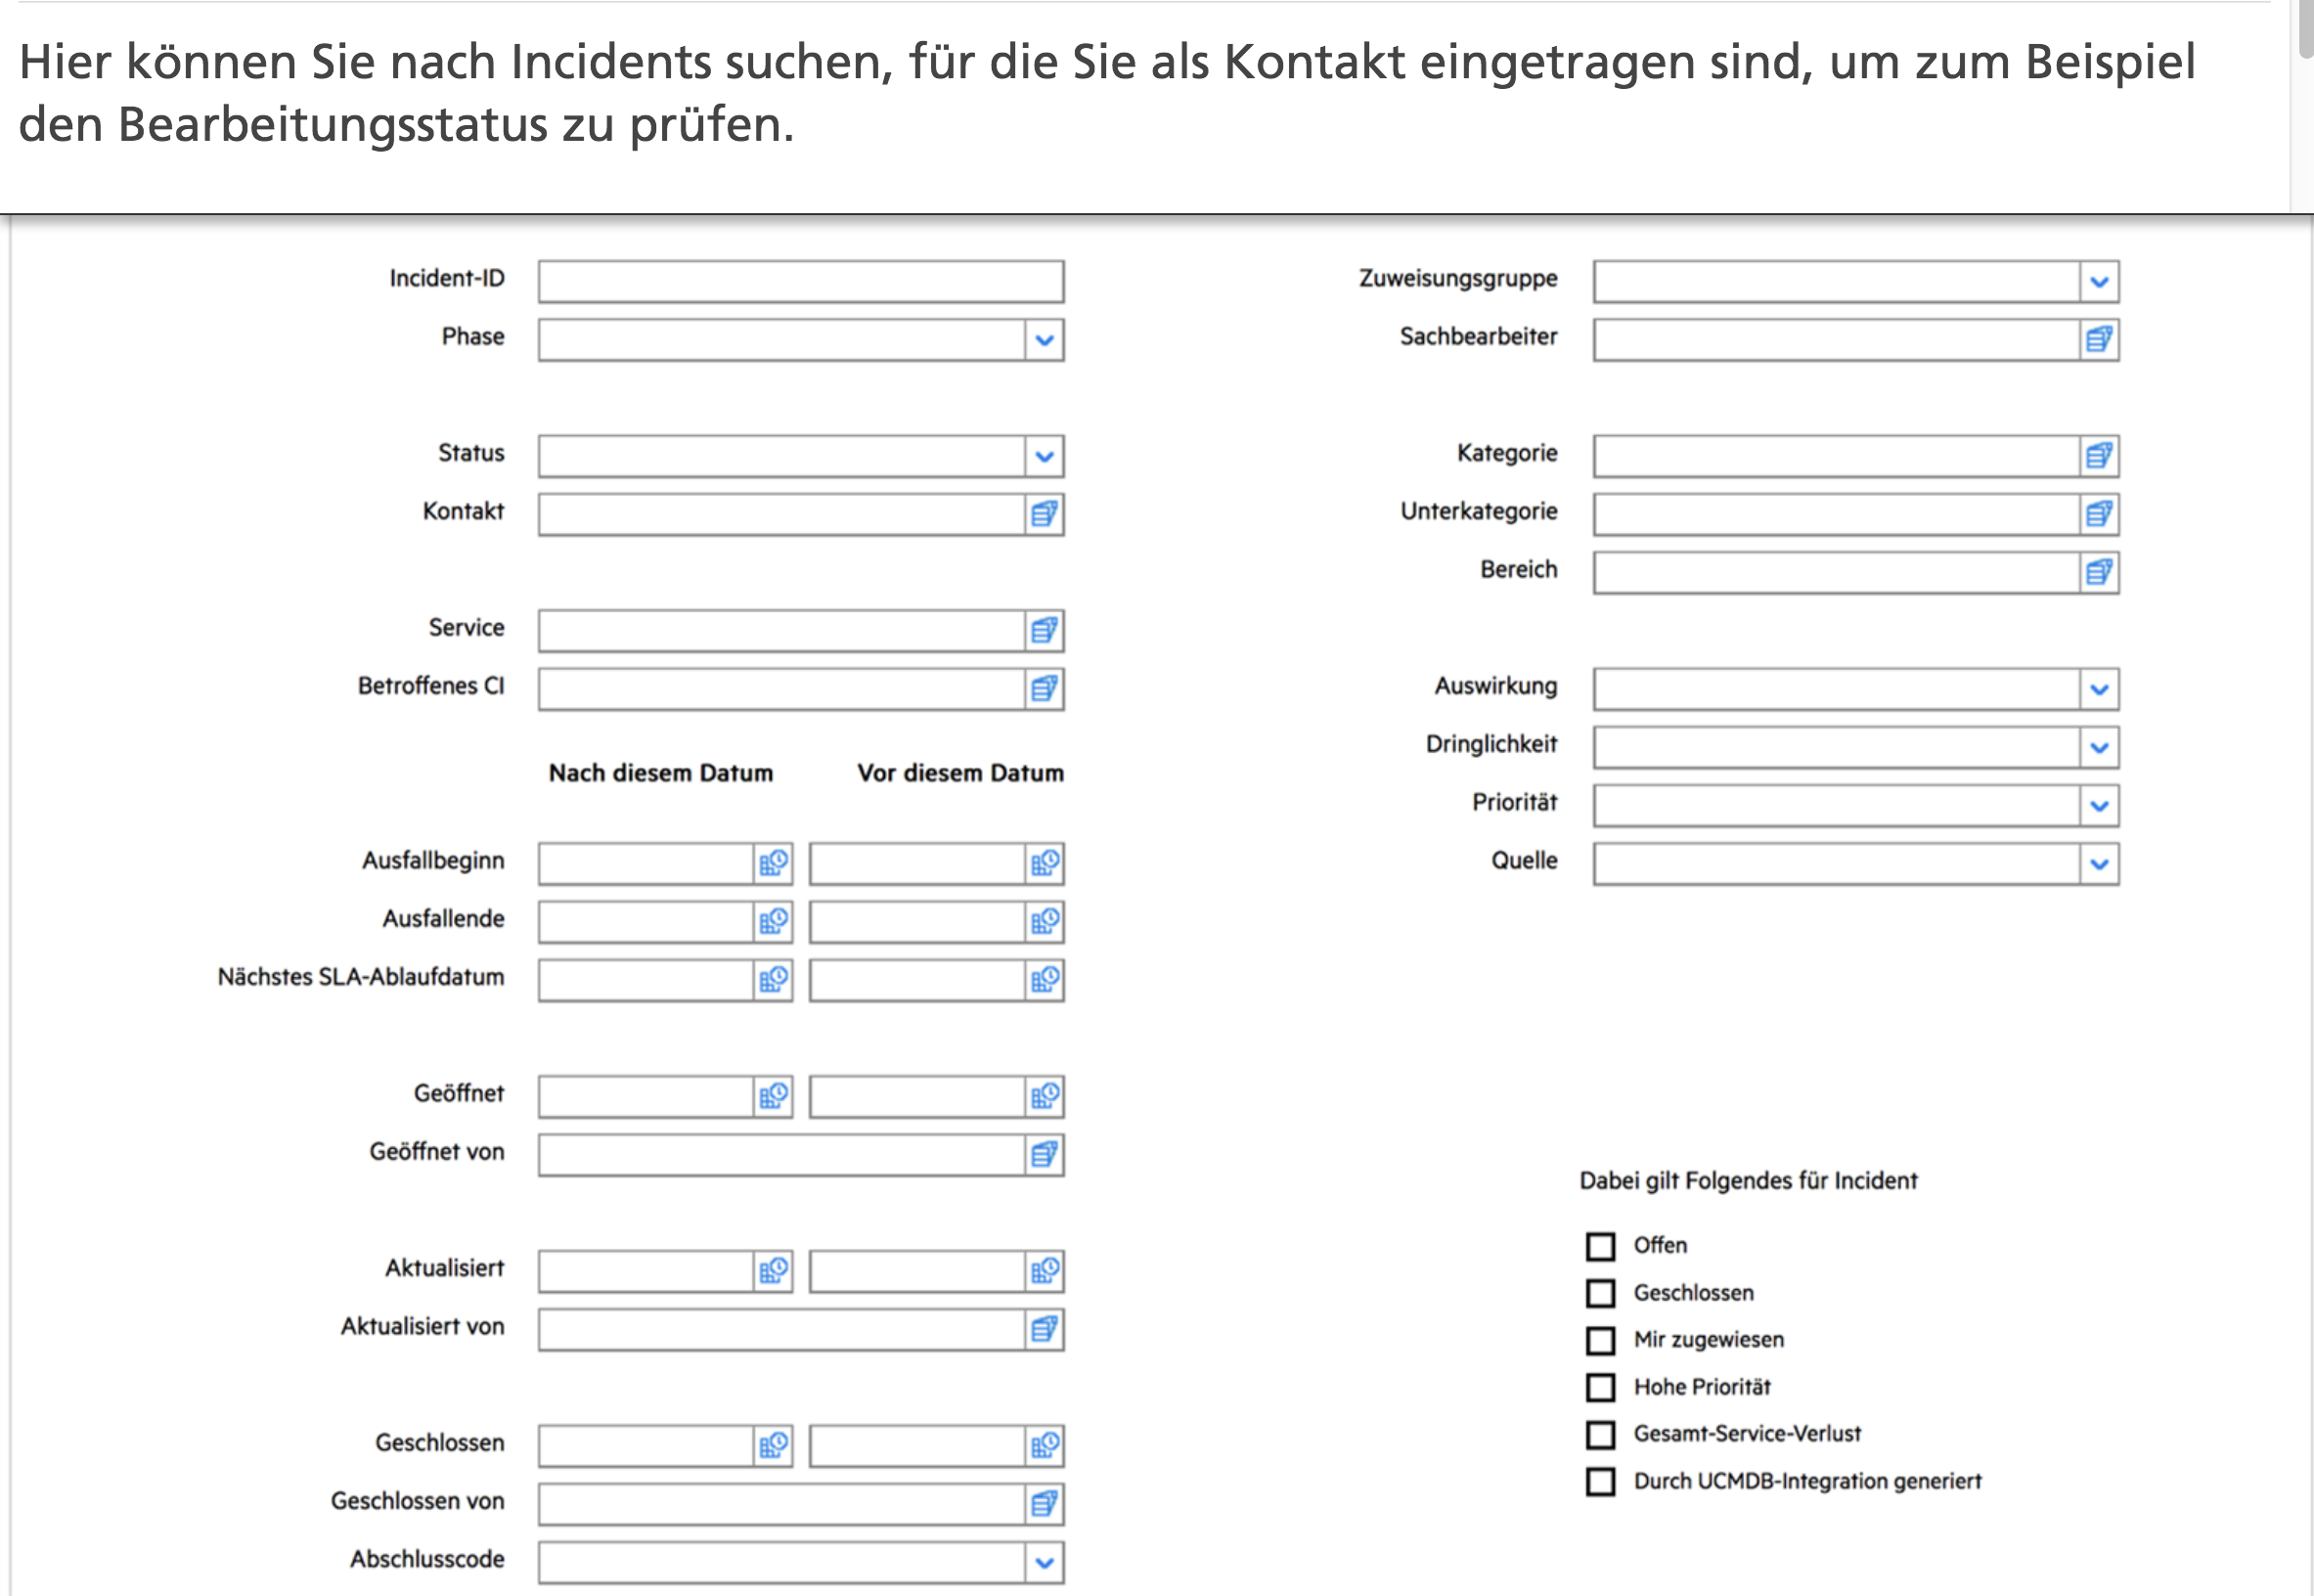 Hier können Sie nach Incidents suchen, für die Sie als Kontakt eingetragen sind, um zum Beispiel
den Bearbeitungsstatus zu prüfen.
Incident-ID
Phase
Status
Kontakt
Service
Betroffenes CI
Nach diesem Datum Vor diesem Datum
Ausfallbeginn
Ausfallende
Nächstes SLA-Ablaufdatum
Geöffnet
Geöffnet von
Aktualisiert
Aktualisiert von
Geschlossen
Geschlossen von
Abschlusscode
Zuweisungsgruppe
Sachbearbeiter
Kategorie
Unterkategorie
Bereich
Auswirkung
Dringlichkeit
Priorität
Quelle
Dabei gilt Folgendes für Incident
Offen
Geschlossen
Mir zugewiesen
Hohe Priorität
Gesamt-Service-Verlust
Durch UCMDB-Integration generiert